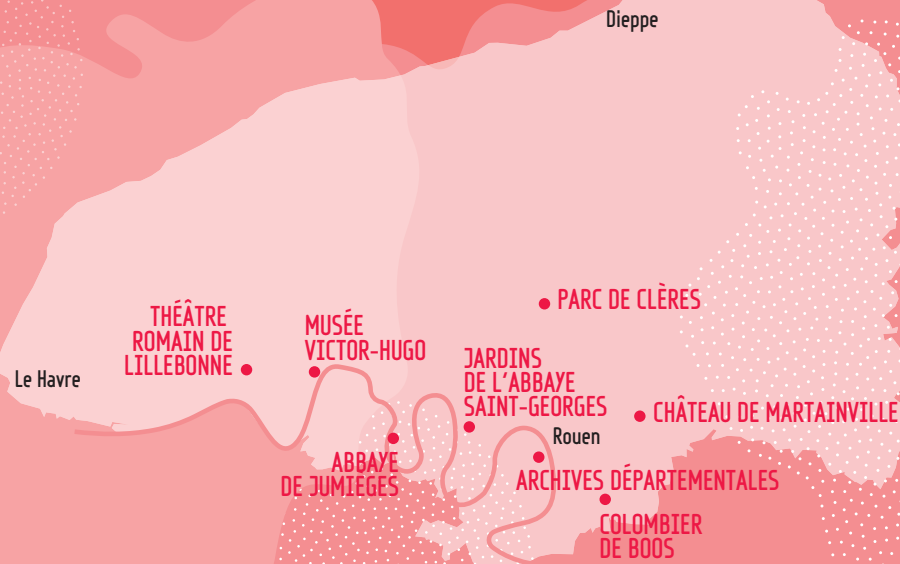 Dieppe
PARC DE CLÈRES
THÉÂTRE
ROMAIN DE
LILLEBONNE
MUSÉE
VICTOR-HUGO
JARDINS
DE L'ABBAYE
SAINT-GEORGES
Le Havre
CHÂTEAU DE MARTAINVILLE
Rouen
ABBAYE
DE JUMIÈGES
ARCHIVES DÉPARTEMENTALES
COLOMBIER
DE BOOS